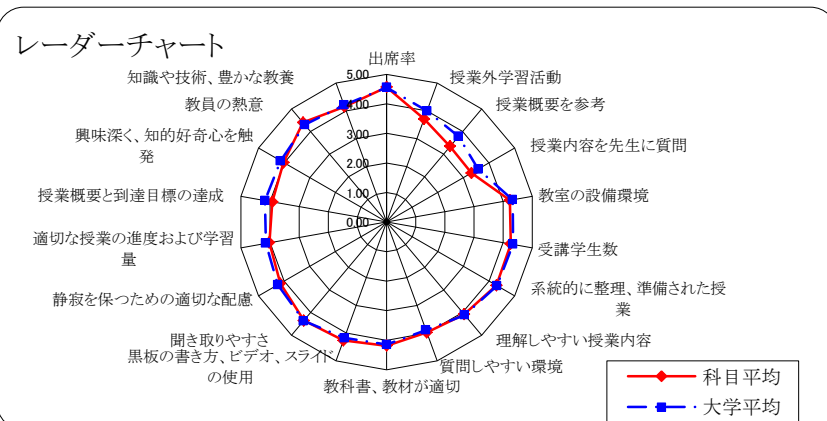 レーダーチャート
出席率
授業外学習活動
授業概要を参考
授業内容を先生に質問
教室の設備環境
受講学生数
系統的に整理、準備された授
業
理解しやすい授業内容
質問しやすい環境
教科書、教材が適切
黒板の書き方、ビデオ、スライド
の使用
聞き取りやすさ
静寂を保つための適切な配慮
適切な授業の進度および学習
量
授業概要と到達目標の達成
興味深く、知的好奇心を触
発
教員の熱意
知識や技術、豊かな教養
5.00
4.00
3.00
2.00
1.00
0.00
科目平均
大学平均